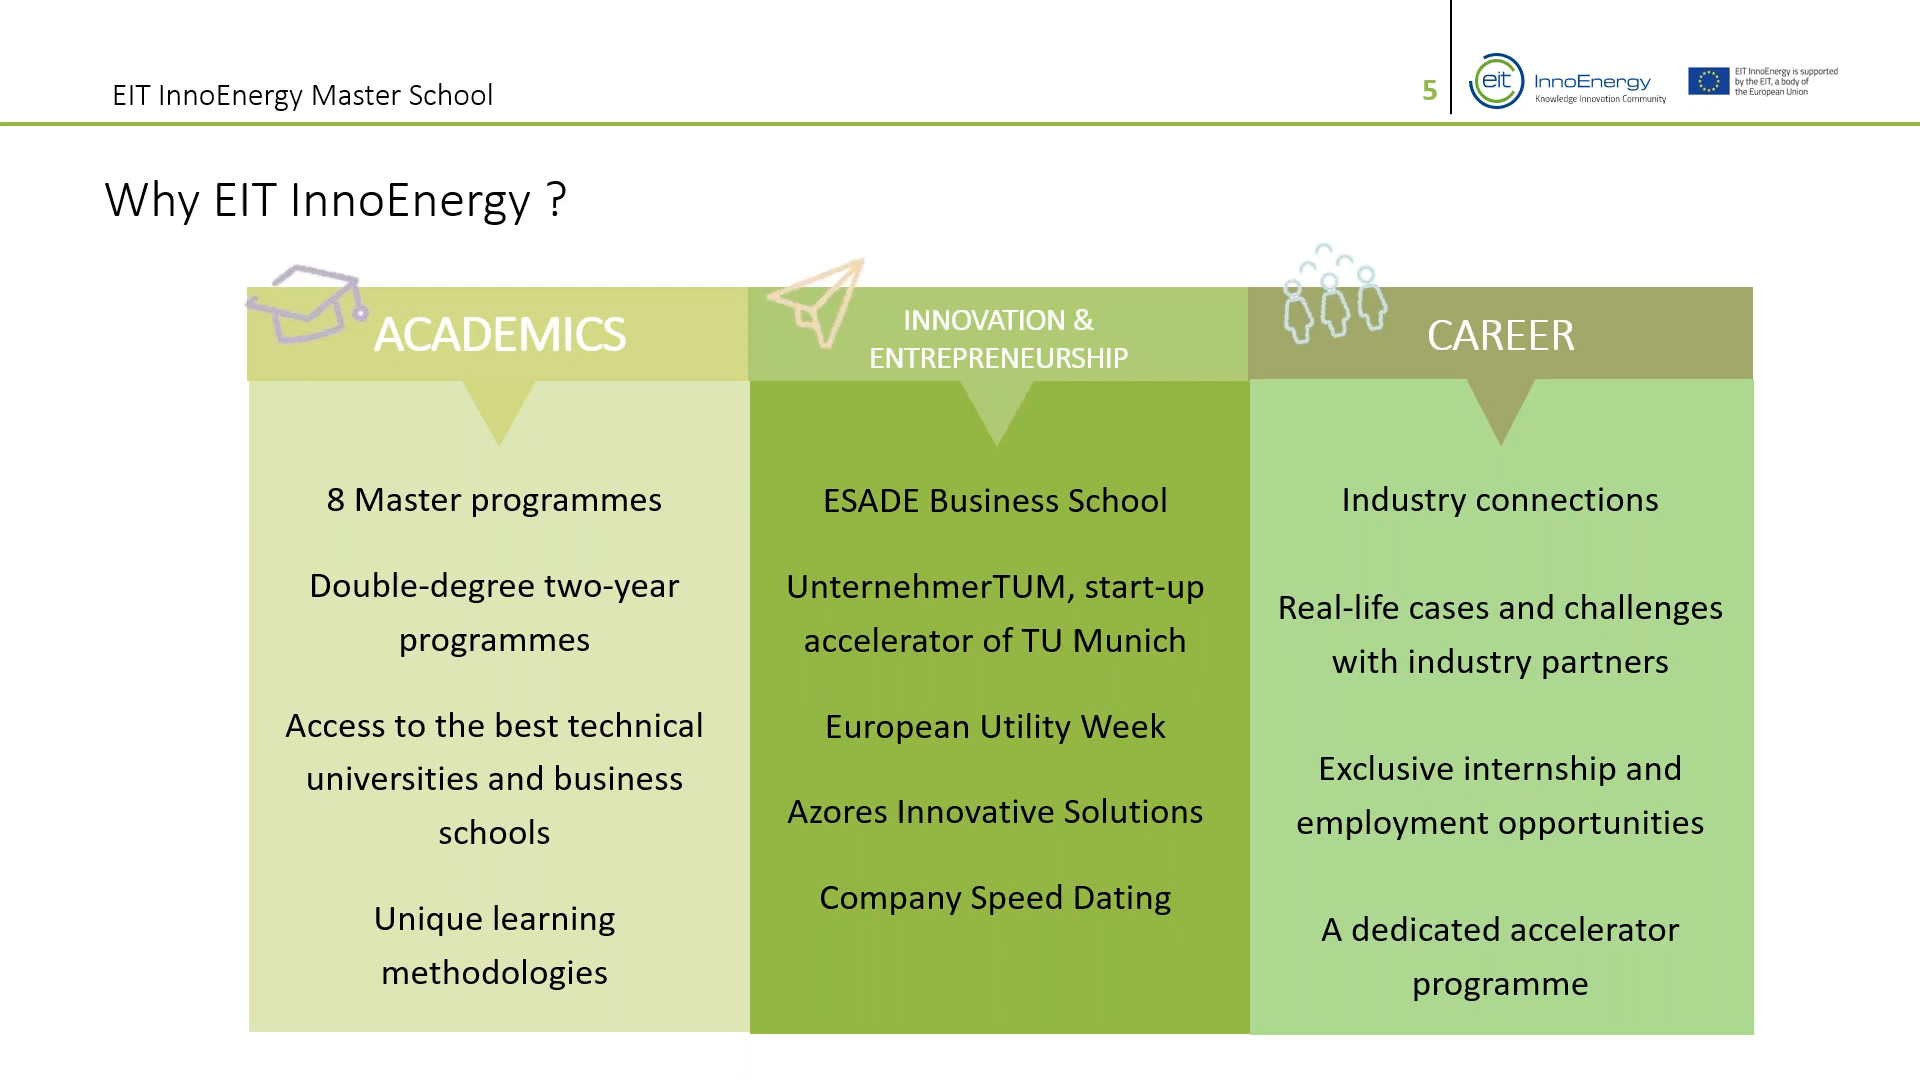 EIT InnoEnergy Master School
5
eit
InnoEnergy
Knowledge Innovation Community
EIT InnoEnergy is supported
by the EIT, a body of
the European Union
Why EIT InnoEnergy ?
ACADEMICS
8 Master programmes
Double-degree two-year
programmes
Access to the best technical
universities and business
schools
Unique learning
methodologies
INNOVATION &
ENTREPRENEURSHIP
ESADE Business School
UnternehmerTUM, start-up
accelerator of TU Munich
European Utility Week
Azores Innovative Solutions
Company Speed Dating
CAREER
Industry connections
Real-life cases and challenges
with industry partners
Exclusive internship and
employment opportunities
A dedicated accelerator
programme